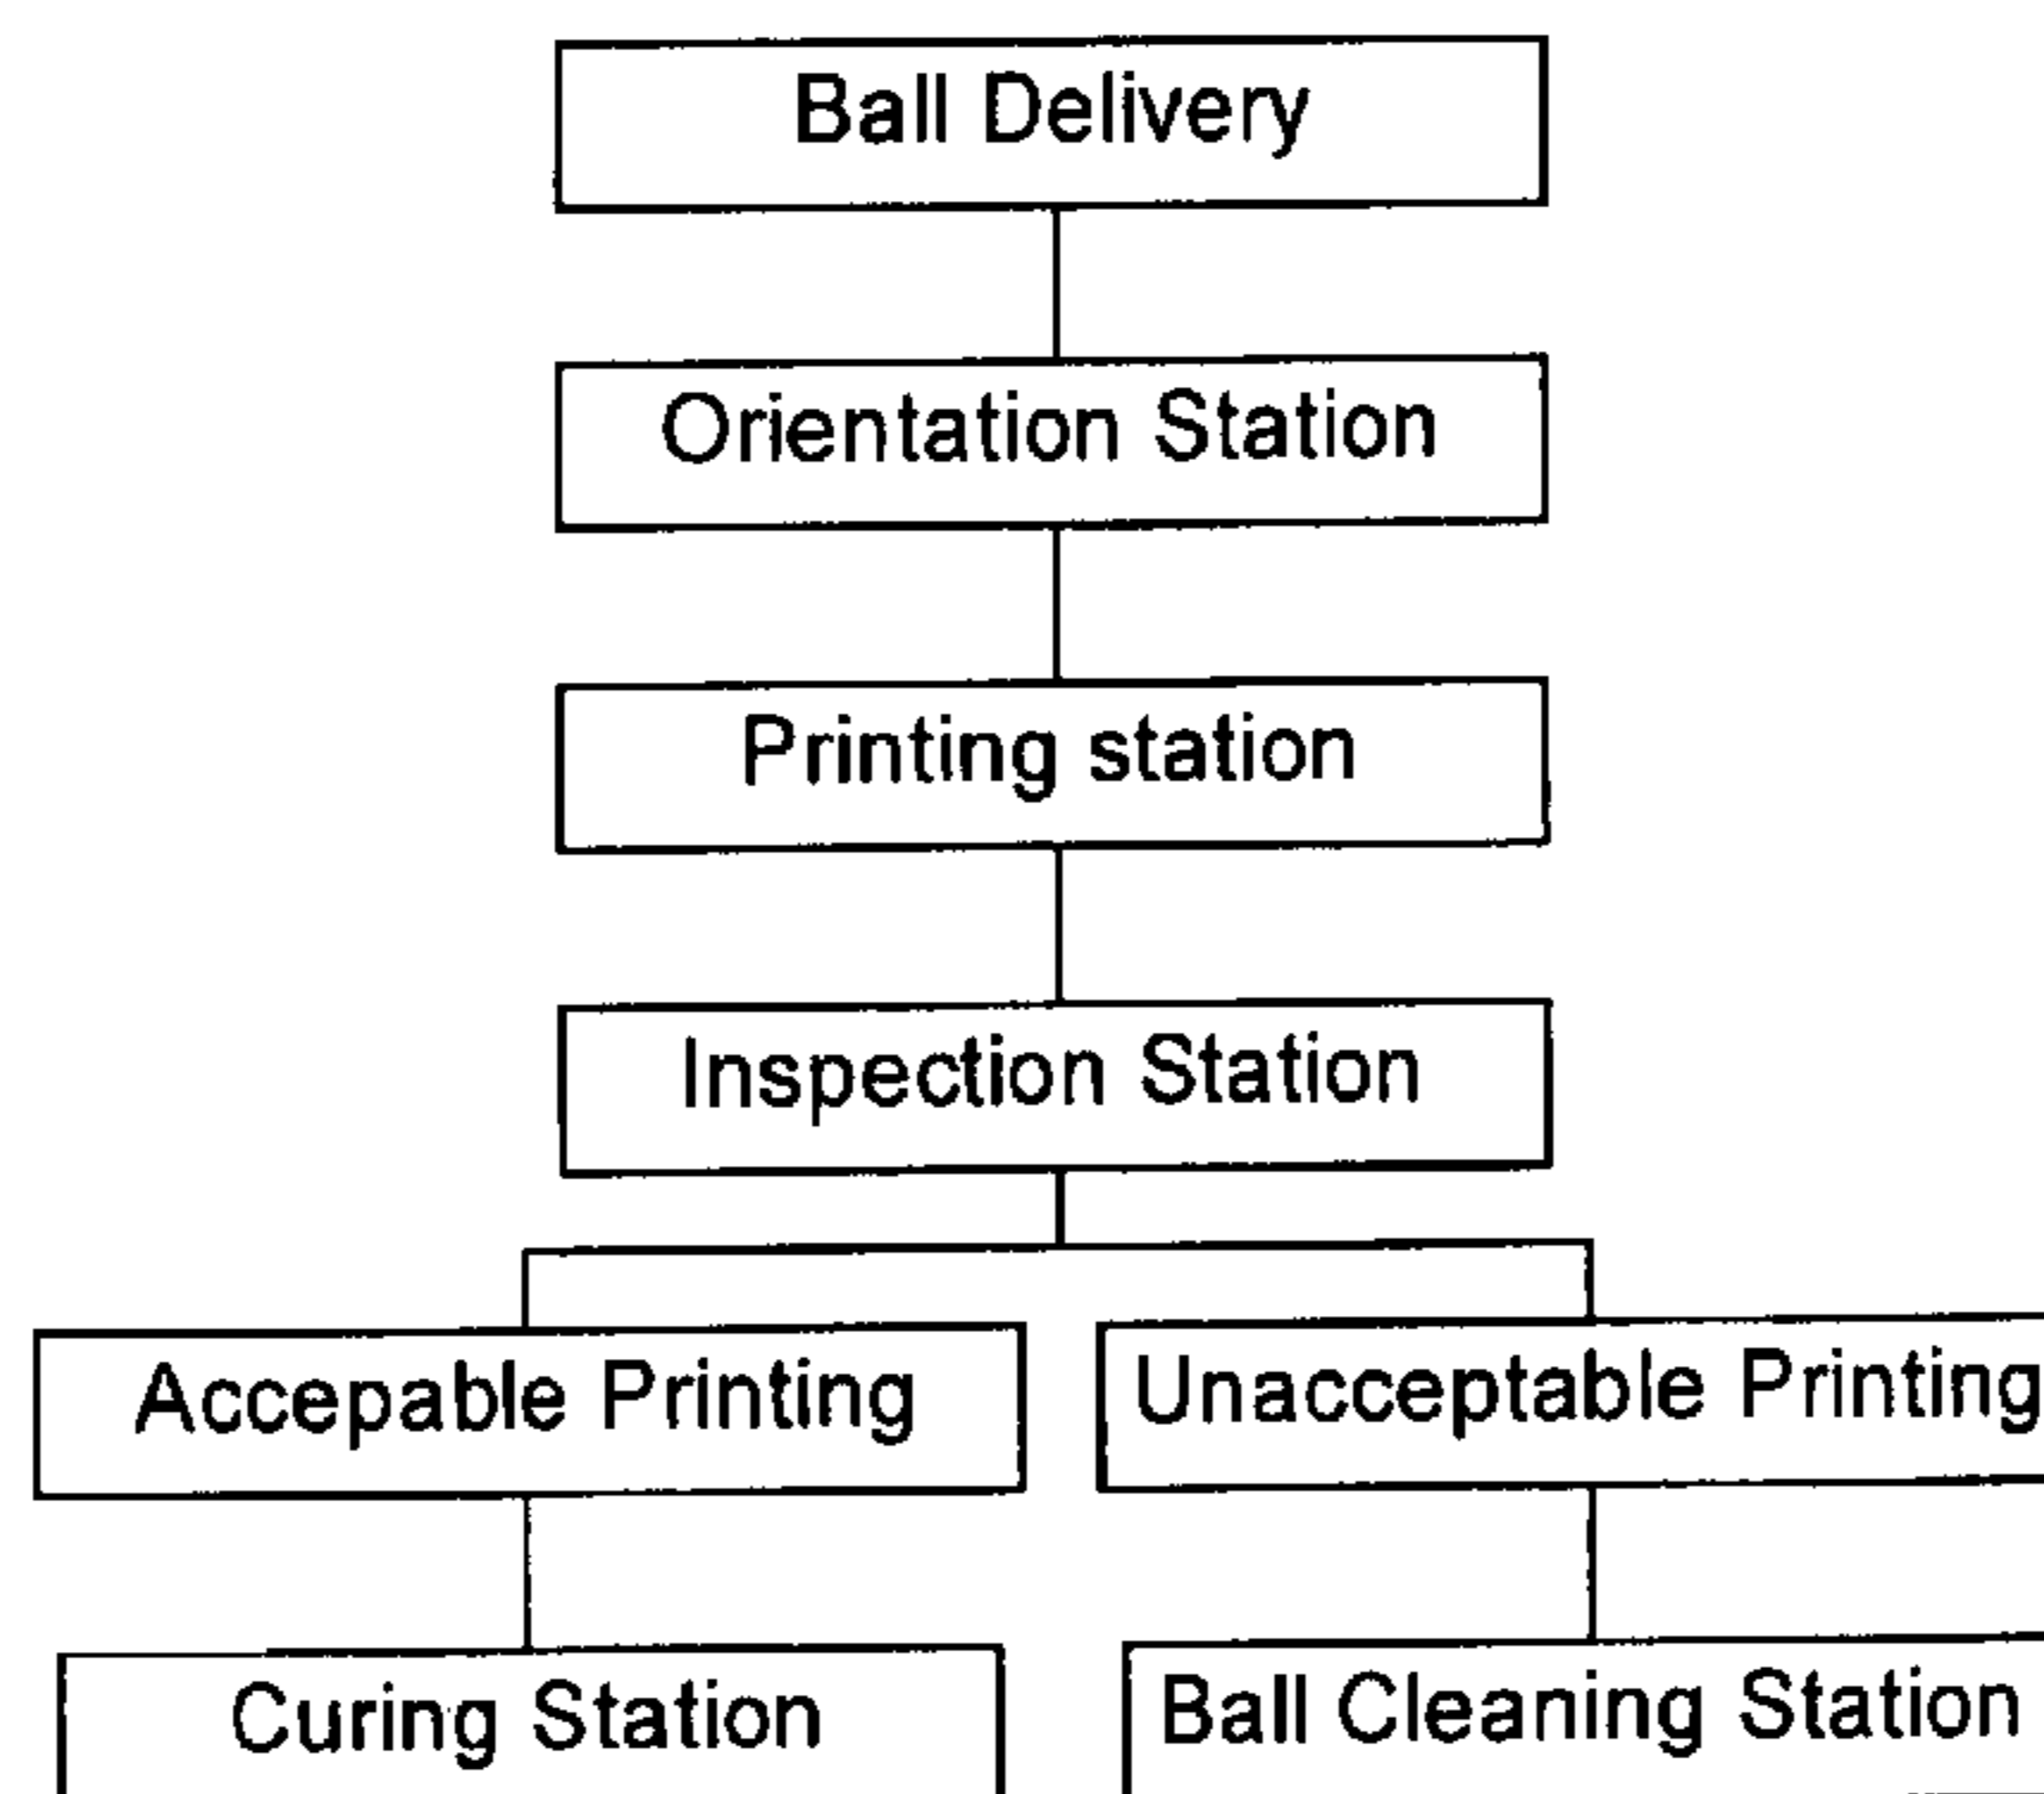 Ball Delivery
Orientation Station
Printing station
Inspection Station
Accepable Printing
Unacceptable Printing
Curing Station
Ball Cleaning Station